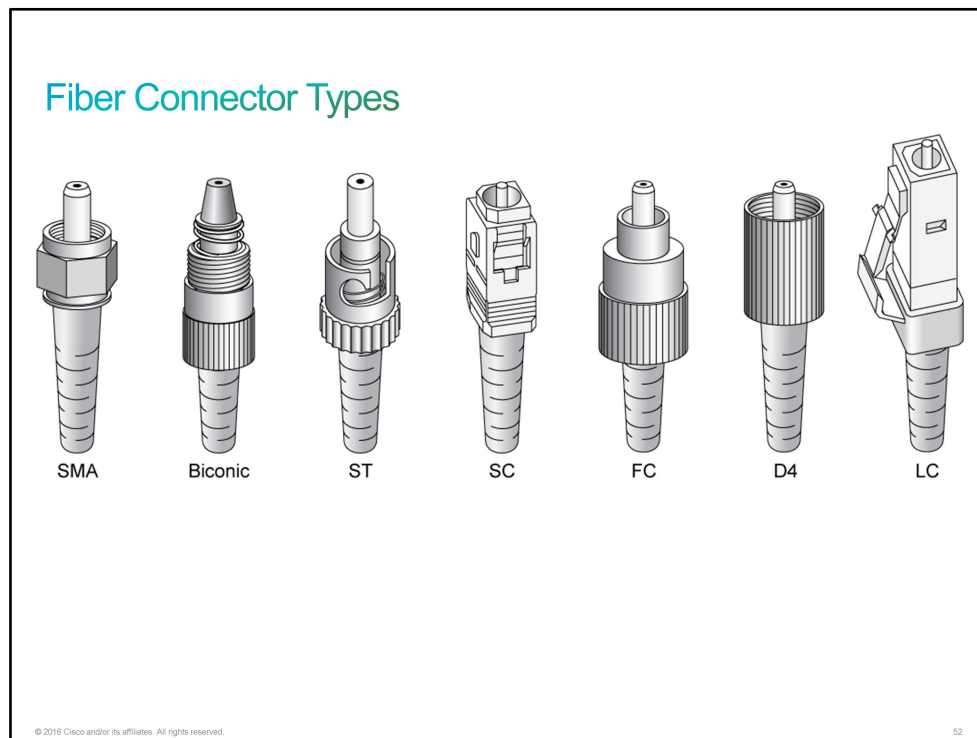 Fiber Connector Types
SMA Biconic ST SC FC D4 LC
© 2016 Cisco and/or its affiliates. All rights reserved. 52